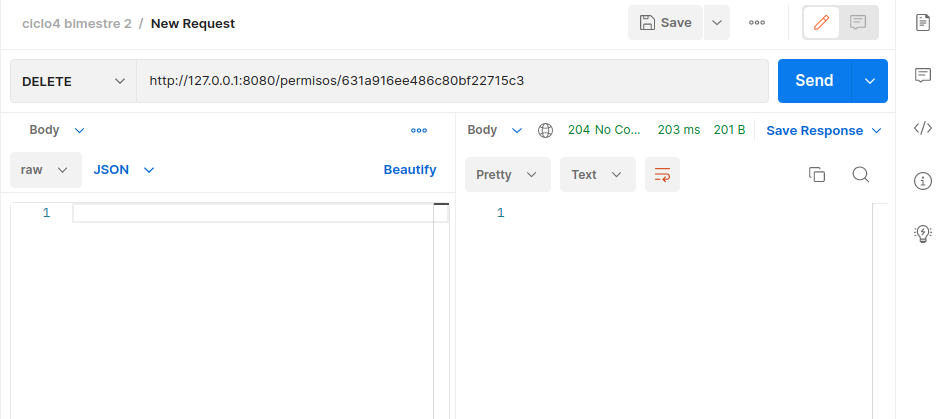 ciclo4 bimestre 2 / New Request
Save
DELETE
http://127.0.0.1:8080/permisos/631a916ee486c80bf22715c3
Send
Body
Body
204 No Co...
203 ms
201 B
Save Response
raw
JSON
Beautify
Pretty
Text
1
1